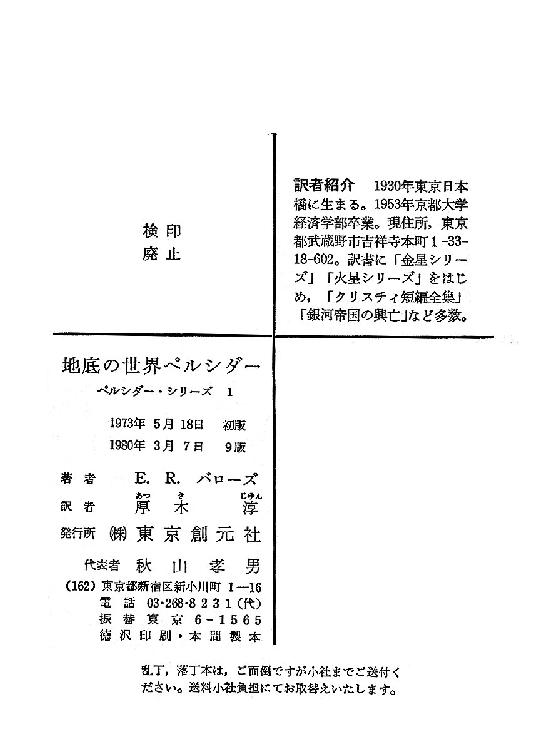 検印
廃止
訳者紹介 1930年東京日本
橋に生まる。1953年京都大学
経済学部卒業。現住所，東京
都武蔵野市吉祥寺本町1-33-
18-602。訳書に「金星シリー
ズ」「火星シリーズ」をはじ
め，「クリスティ短編全集」
「銀河帝国の興亡」など多数。
地底の世界ペルシダー
ペルシダー・シリーズ 1
1973年 5月 18日 初版
1980年 3月 7日 9版
著者 E. R. バローズ
あつ き じゅん
訳者 厚木 淳
発行所 ㈱ 東京創元社
代表者 秋山孝男
(162) 東京都新宿区新小川町 1—16
電話 03・268・8231(代)
振替 東京 6-1565
徳沢印刷・本間製本
乱丁，落丁本は，ご面倒ですが小社までご送付く
ださい。送料小社負担にてお取替えいたします。